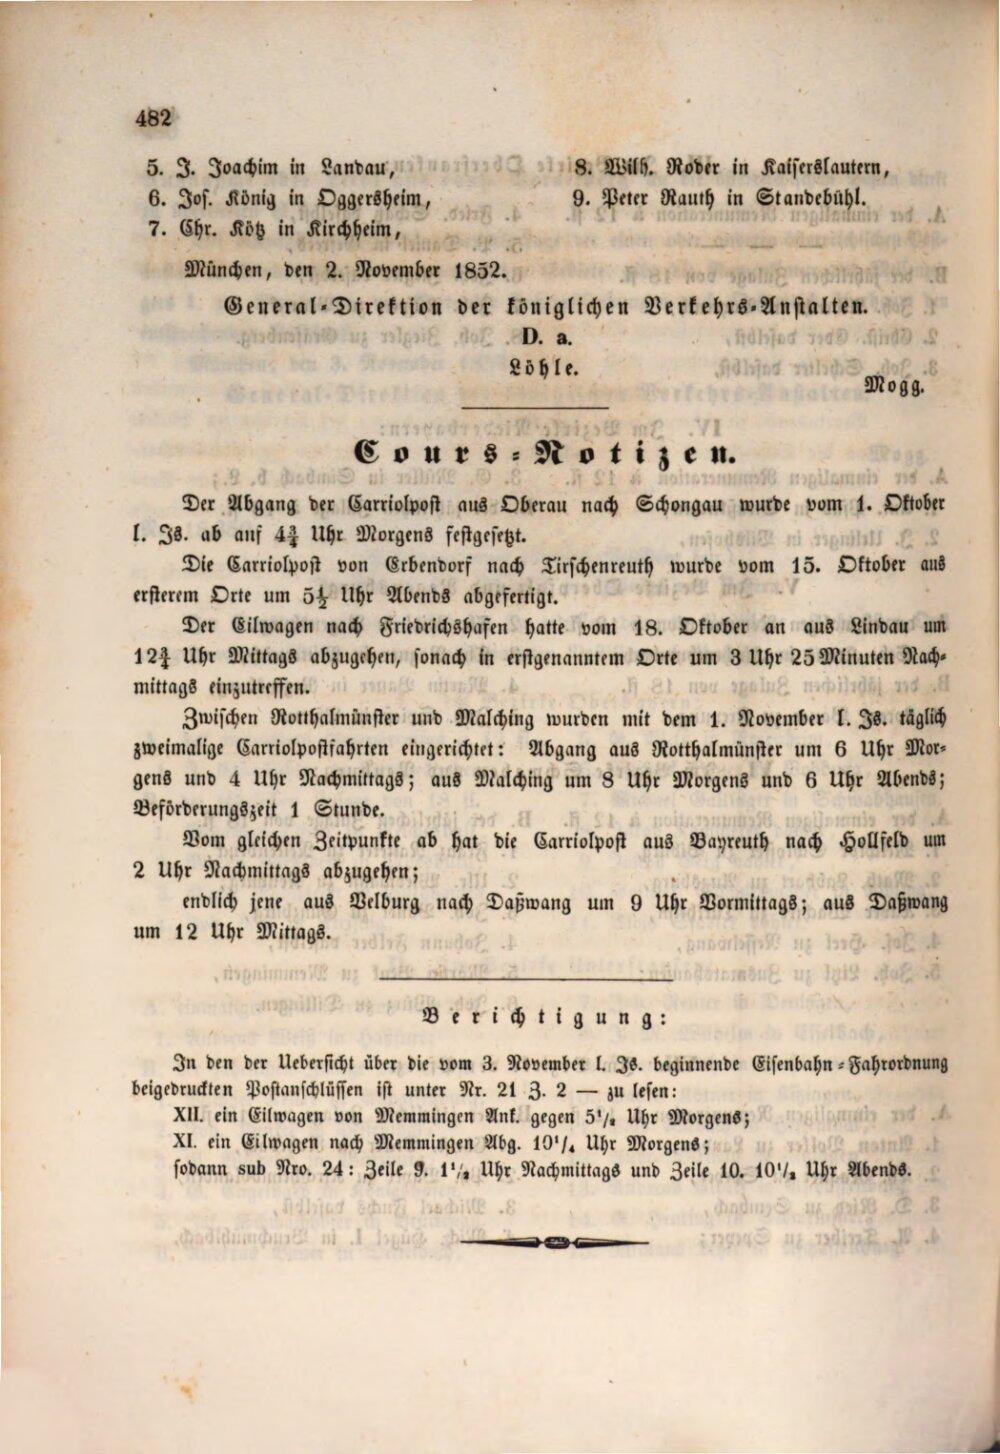 482
5. J. Joachim in Landau,
6. Jos. König in Oggersheim,
7. Chr. Kötz in Kirchheim,
8. Wilh. Roder in Kaiserslautern,
9. Peter Rauth in Standebühl.
München, den 2. November 1852.
General-Direktion der königlichen Verkehrs-Anstalten.
D. a.
Löhle.
Mogg.
Cours-Notizen.
Der Abgang der Carriolpost aus Oberau nach Schongau wurde vom 1. Oktober
l. Js. ab auf 4¾ Uhr Morgens festgesetzt.
Die Carriolpost von Erbendorf nach Tirschenreuth wurde vom 15. Oktober aus
ersterem Orte um 5½ Uhr Abends abgefertigt.
Der Eilwagen nach Friedrichshafen hatte vom 18. Oktober an aus Lindau um
12¾ Uhr Mittags abzugehen, sonach in erstgenanntem Orte um 3 Uhr 25 Minuten Nach-
mittags einzutreffen.
Zwischen Rotthalmünster und Malching wurden mit dem 1. November l. Js. täglich
zweimalige Carriolpostfahrten eingerichtet: Abgang aus Rotthalmünster um 6 Uhr Mor-
gens und 4 Uhr Nachmittags; aus Malching um 8 Uhr Morgens und 6 Uhr Abends;
Beförderungszeit 1 Stunde.
Vom gleichen Zeitpunkte ab hat die Carriolpost aus Bayreuth nach Hollfeld um
2 Uhr Nachmittags abzugehen;
endlich jene aus Velburg nach Daßwang um 9 Uhr Vormittags; aus Daßwang
um 12 Uhr Mittags.
Berichtigung:
In den der Uebersicht über die vom 3. November l. Js. beginnende Eisenbahn-Fahrordnung
beigedruckten Postanschlüssen ist unter Nr. 21 Z. 2 — zu lesen:
XII. ein Eilwagen von Memmingen Ank. gegen 5½ Uhr Morgens;
XI. ein Eilwagen nach Memmingen Abg. 10¼ Uhr Morgens;
sodann sub Nro. 24: Zeile 9. 1½ Uhr Nachmittags und Zeile 10. 10½ Uhr Abends.